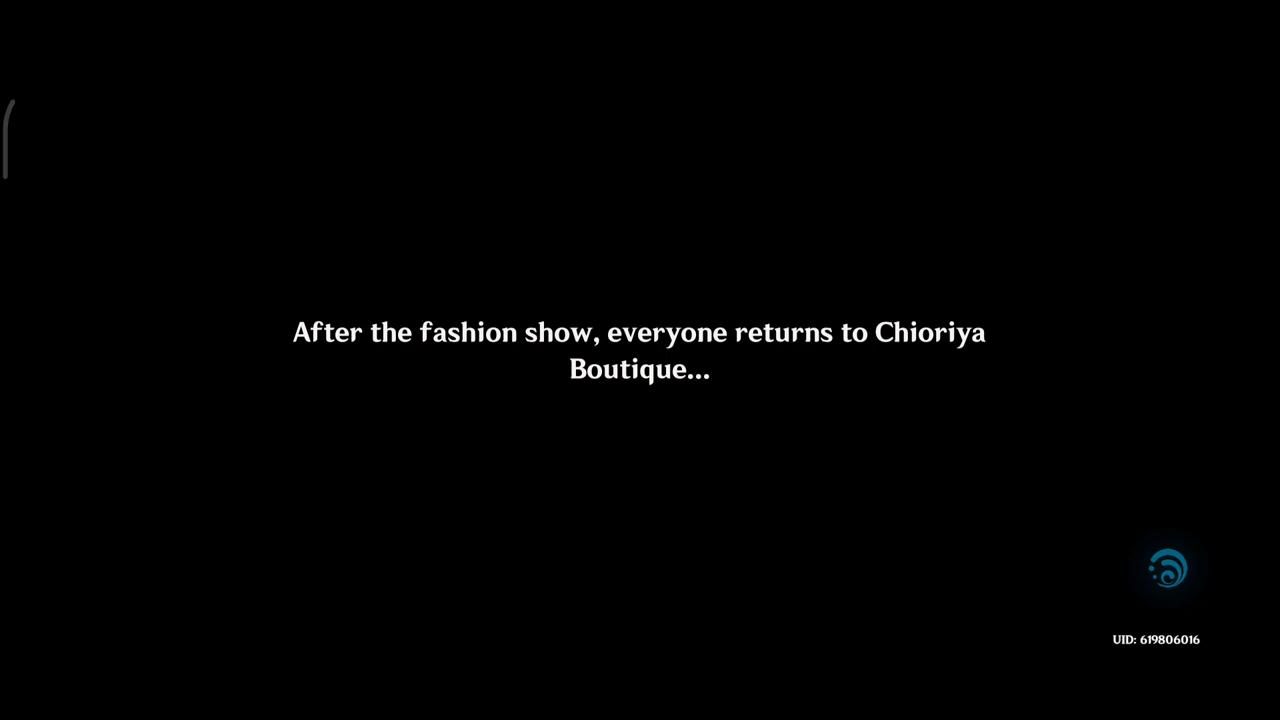 After the fashion show, everyone returns to Chioriya
Boutique...
UID: 619806016